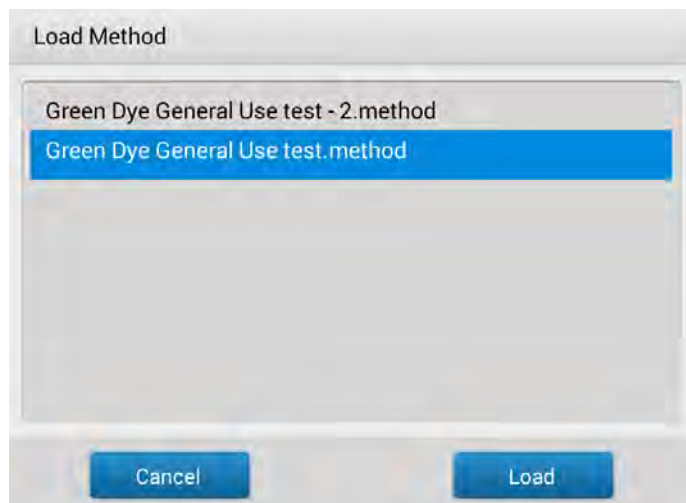 Load Method
Green Dye General Use test - 2.method
Green Dye General Use test.method
Cancel
Load